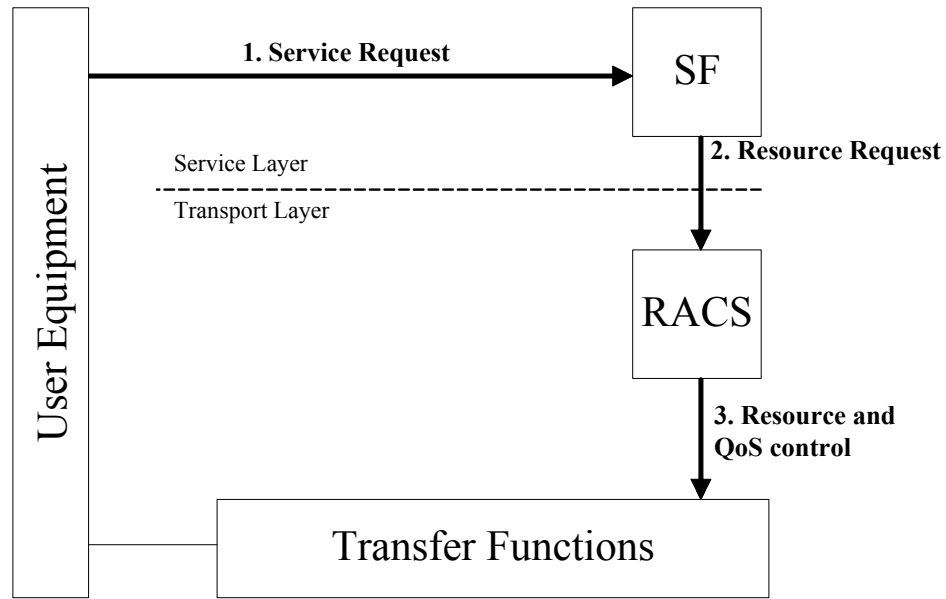 1. Service Request
SF
2. Resource Request
Service Layer
Transport Layer
User Equipment
RACS
3. Resource and
QoS control
Transfer Functions